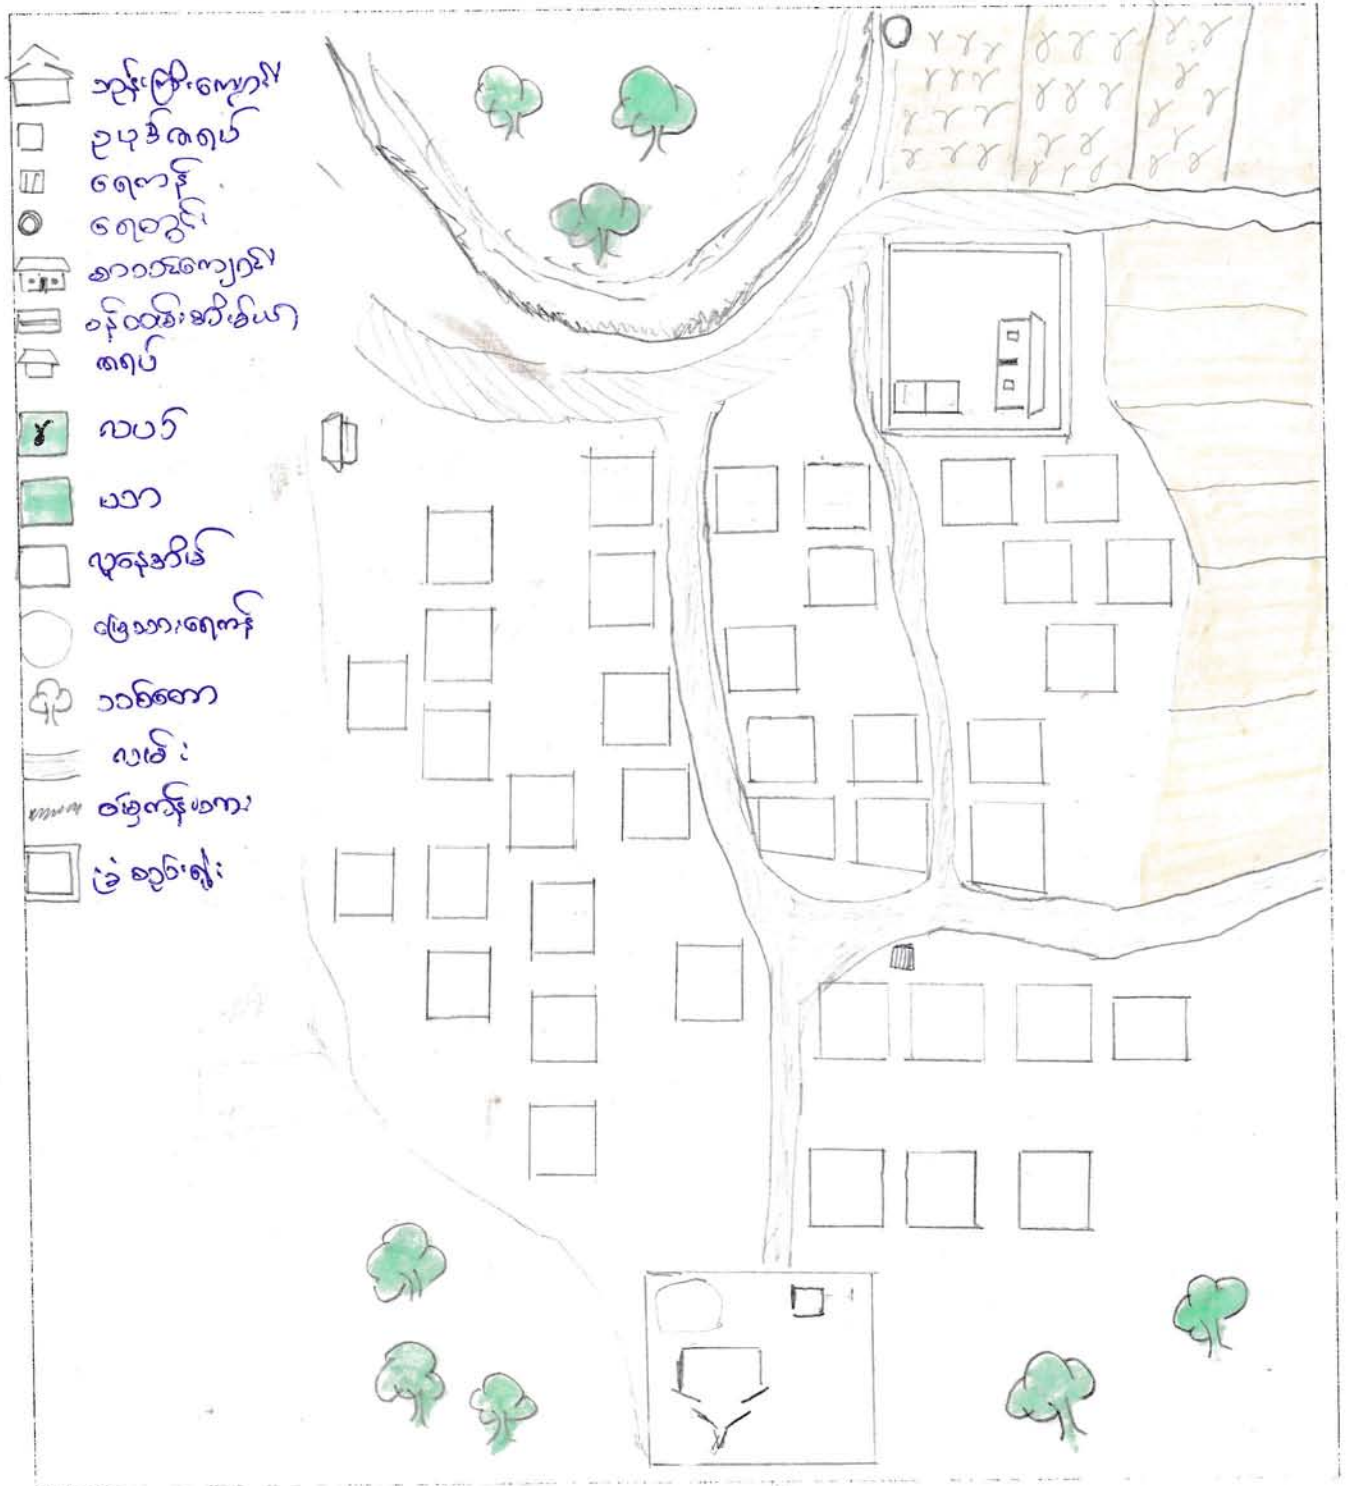 ဘုန်းကြီးကျောင်း
ဥပုဒ်ဇရပ်
ရေကန်
ရေတွင်း
စာသင်ကျောင်း
ဝန်ထမ်းအိမ်ယာ
ဇရပ်
လယ်
လူနေအိမ်
မြေသားရေကန်
သစ်တော
လမ်း
ခြံစည်းရိုး